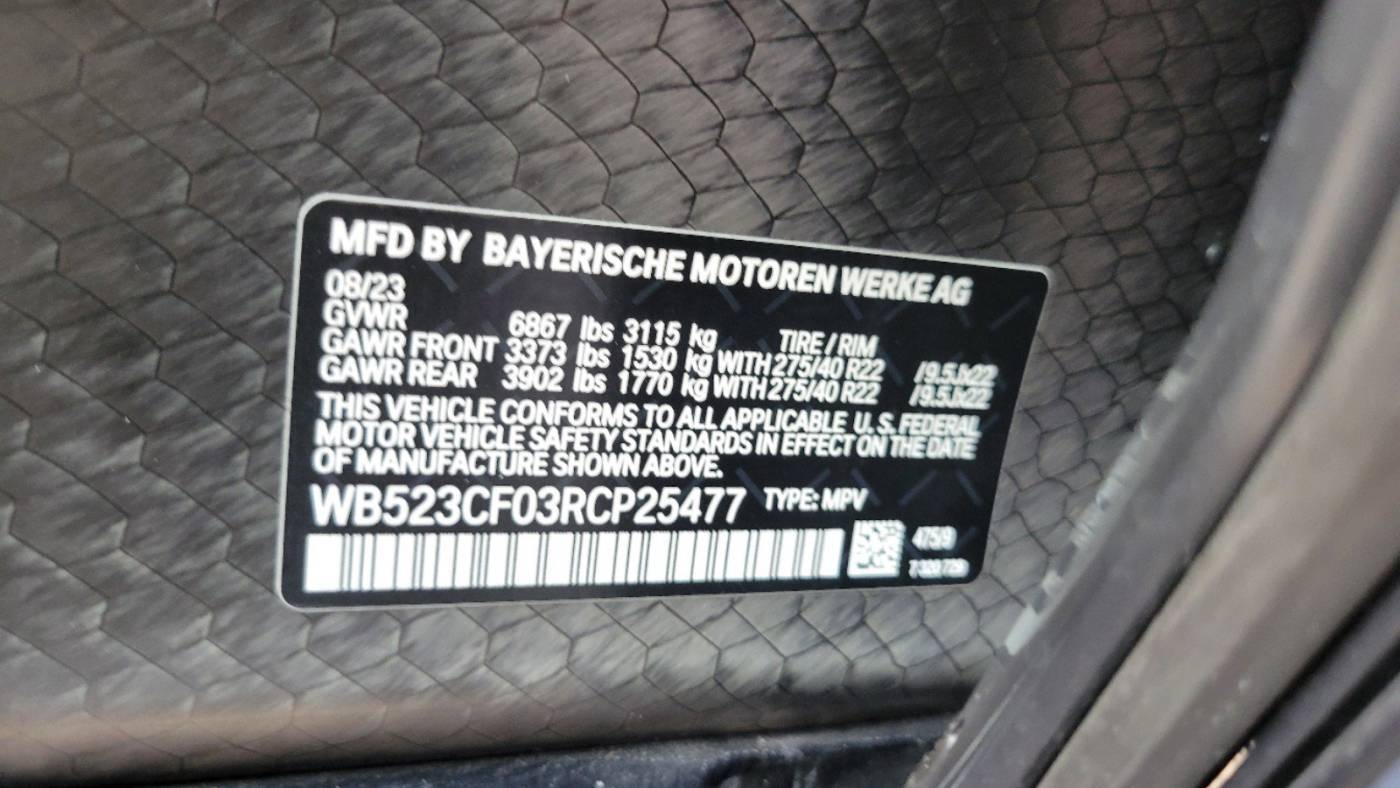 MFD BY BAYERISCHE MOTOREN WERKE AG
08/23
GVWR 6867 lbs 3115 kg TIRE / RIM
GAWR FRONT 3373 lbs 1530 kg WITH 275/40 R22 /9.5Jx22
GAWR REAR 3902 lbs 1770 kg WITH 275/40 R22 /9.5Jx22
THIS VEHICLE CONFORMS TO ALL APPLICABLE U.S. FEDERAL
MOTOR VEHICLE SAFETY STANDARDS IN EFFECT ON THE DATE
OF MANUFACTURE SHOWN ABOVE.
WB523CF03RCP25477 TYPE: MPV
475/9